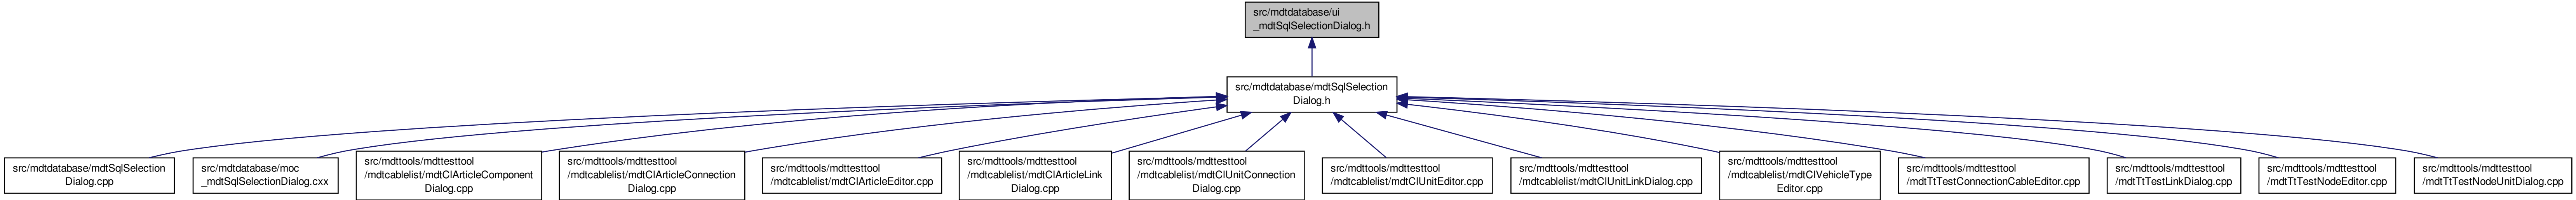 src/mdtdatabase/ui
_mdtSqlSelectionDialog.h
src/mdtdatabase/mdtSqlSelection
Dialog.h
src/mdtdatabase/mdtSqlSelection
Dialog.cpp
src/mdtdatabase/moc
_mdtSqlSelectionDialog.cxx
src/mdttools/mdttesttool
/mdtcablelist/mdtClArticleComponent
Dialog.cpp
src/mdttools/mdttesttool
/mdtcablelist/mdtClArticleConnection
Dialog.cpp
src/mdttools/mdttesttool
/mdtcablelist/mdtClArticleEditor.cpp
src/mdttools/mdttesttool
/mdtcablelist/mdtClArticleLink
Dialog.cpp
src/mdttools/mdttesttool
/mdtcablelist/mdtClUnitConnection
Dialog.cpp
src/mdttools/mdttesttool
/mdtcablelist/mdtClUnitEditor.cpp
src/mdttools/mdttesttool
/mdtcablelist/mdtClUnitLinkDialog.cpp
src/mdttools/mdttesttool
/mdtcablelist/mdtClVehicleType
Editor.cpp
src/mdttools/mdttesttool
/mdtTtTestConnectionCableEditor.cpp
src/mdttools/mdttesttool
/mdtTtTestLinkDialog.cpp
src/mdttools/mdttesttool
/mdtTtTestNodeEditor.cpp
src/mdttools/mdttesttool
/mdtTtTestNodeUnitDialog.cpp